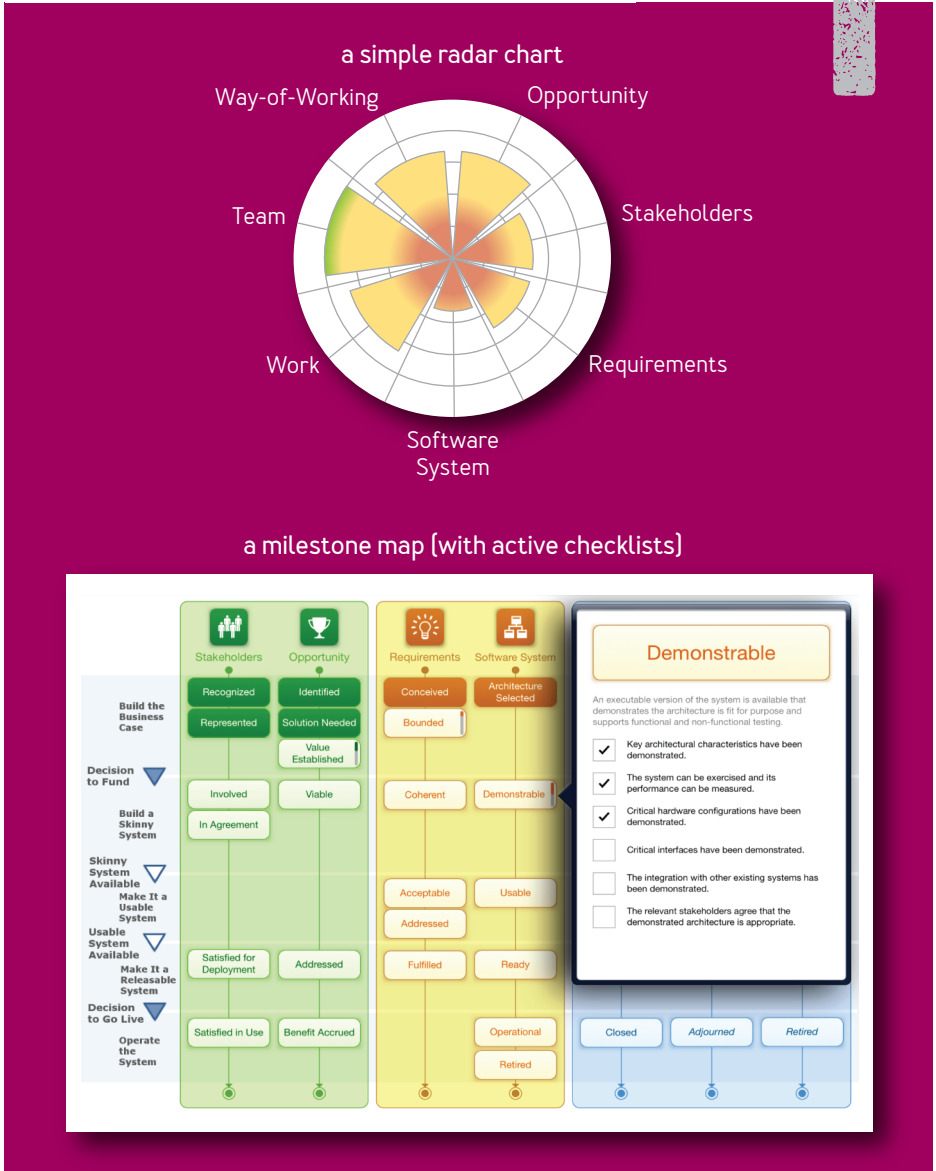 a simple radar chart
Way-of-Working
Opportunity
Team
Stakeholders
Work
Requirements
Software
System
a milestone map (with active checklists)
Stakeholders
Opportunity
Requirements
Software System
Build the
Business
Case
Recognized
Identified
Conceived
Architecture
Selected
Represented
Solution Needed
Bounded
Value
Established
Decision
to Fund
Build a
Skinny
System
Involved
Viable
Coherent
Demonstrable
In Agreement
Skinny
System
Available
Make It a
Usable
System
Acceptable
Usable
Addressed
Usable
System
Available
Make It a
Releasable
System
Satisfied for
Deployment
Addressed
Fulfilled
Ready
Decision
to Go Live
Operate
the
System
Satisfied in Use
Benefit Accrued
Operational
Closed
Adjourned
Retired
Retired
Demonstrable
An executable version of the system is available that
demonstrates the architecture is fit for purpose and
supports functional and non-functional testing.
Key architectural characteristics have been
demonstrated.
The system can be exercised and its
performance can be measured.
Critical hardware configurations have been
demonstrated.
Critical interfaces have been demonstrated.
The integration with other existing systems has
been demonstrated.
The relevant stakeholders agree that the
demonstrated architecture is appropriate.